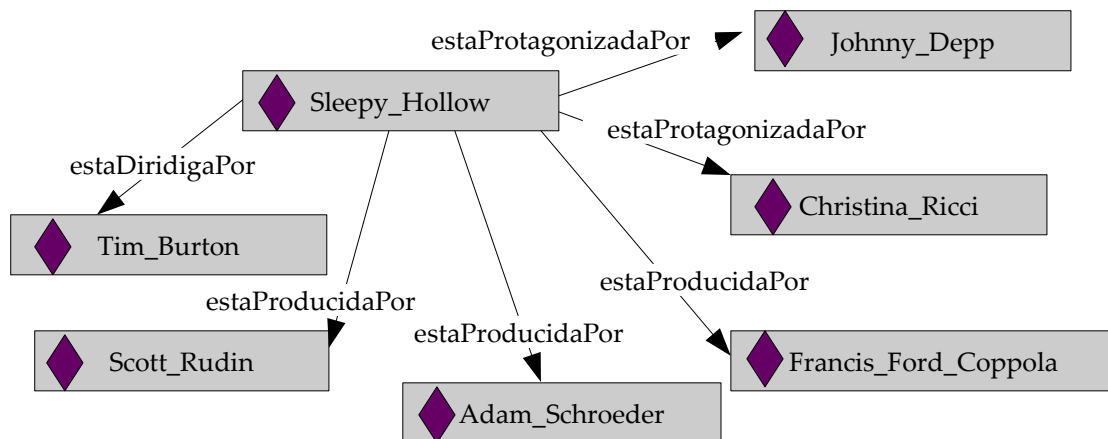 estaProtagonizadaPor
Johnny_Depp
Sleepy_Hollow
estaProtagonizadaPor
estaDiridigaPor
Christina_Ricci
Tim_Burton
estaProducidaPor
estaProducidaPor
estaProducidaPor
Scott_Rudin
Francis_Ford_Coppola
Adam_Schroeder